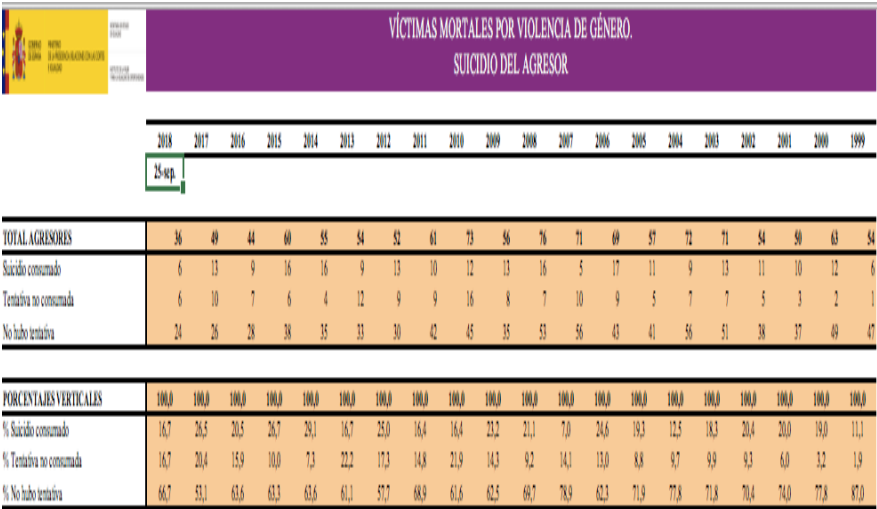 VÍCTIMAS MORTALES POR VIOLENCIA DE GÉNERO.
SUICIDIO DEL AGRESOR
GOBIERNO DE ESPAÑA MINISTERIO DE LA PRESIDENCIA, RELACIONES CON LAS CORTES E IGUALDAD
2018 2017 2016 2015 2014 2013 2012 2011 2010 2009 2008 2007 2006 2005 2004 2003 2002 2001 2000 1999
25-sep.
TOTAL AGRESORES 36 49 44 60 55 54 52 61 73 56 76 71 69 57 72 71 54 50 63 54
Suicidio consumado 6 13 9 16 16 9 13 10 12 13 16 5 17 11 9 13 11 10 12 6
Tentativa no consumada 6 10 7 6 4 12 9 9 16 8 7 10 9 5 7 7 5 3 2 1
No hubo tentativa 24 26 28 38 35 33 30 42 45 35 53 56 43 41 56 51 38 37 49 47
PORCENTAJES VERTICALES 100,0 100,0 100,0 100,0 100,0 100,0 100,0 100,0 100,0 100,0 100,0 100,0 100,0 100,0 100,0 100,0 100,0 100,0 100,0 100,0
% Suicidio consumado 16,7 26,5 20,5 26,7 29,1 16,7 25,0 16,4 16,4 23,2 21,1 7,0 24,6 19,3 12,5 18,3 20,4 20,0 19,0 11,1
% Tentativa no consumada 16,7 20,4 15,9 10,0 7,3 22,2 17,3 14,8 21,9 14,3 9,2 14,1 13,0 8,8 9,7 9,9 9,3 6,0 3,2 1,9
% No hubo tentativa 66,7 53,1 63,6 63,3 63,6 61,1 57,7 68,9 61,6 62,5 69,7 78,9 62,3 71,9 77,8 71,8 70,4 74,0 77,8 87,0